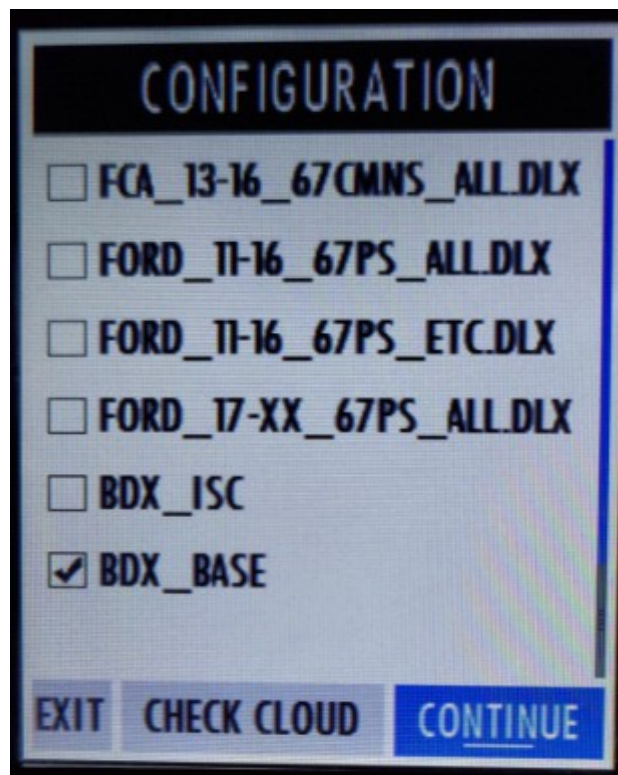 CONFIGURATION
FCA_13-16_67CMNS_ALL.DLX
FORD_11-16_67PS_ALL.DLX
FORD_11-16_67PS_ETC.DLX
FORD_17-XX_67PS_ALL.DLX
BDX_ISC
BDX_BASE
EXIT CHECK CLOUD CONTINUE